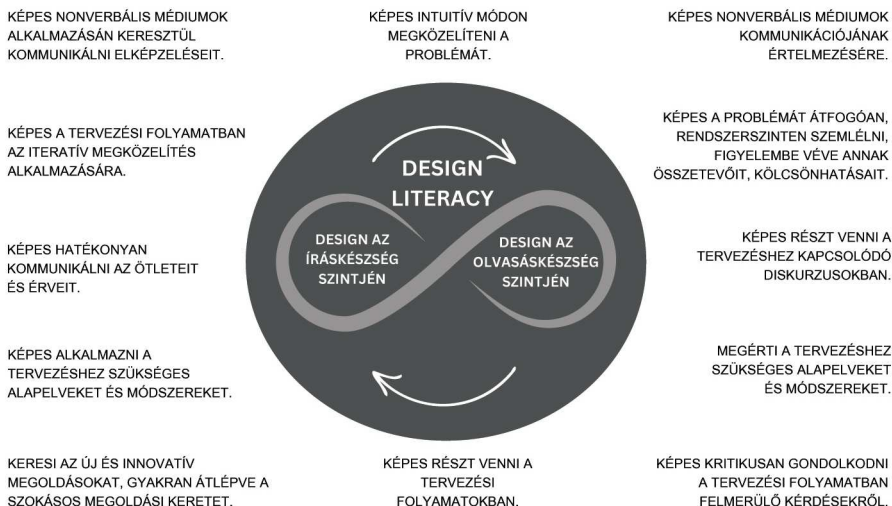 KÉPES NONVERBÁLIS MÉDIUMOK
ALKALMAZÁSÁN KERESZTÜL
KOMMUNIKÁLNI ELKÉPZELÉSEIT.
KÉPES INTUITÍV MÓDON
MEGKÖZELÍTENI A
PROBLÉMÁT.
KÉPES NONVERBÁLIS MÉDIUMOK
KOMMUNIKÁCIÓJÁNAK
ÉRTELMEZÉSÉRE.
KÉPES A TERVEZÉSI FOLYAMATBAN
AZ ITERATÍV MEGKÖZELÍTÉS
ALKALMAZÁSÁRA.
KÉPES A PROBLÉMÁT ÁTFOGÓAN,
RENDSZERSZINTEN SZEMLÉLNI,
FIGYELEMBE VÉVE ANNAK
ÖSSZETEVŐIT, KÖLCSÖNHATÁSAIT.
DESIGN
LITERACY
DESIGN AZ
ÍRÁSKÉSZSÉG
SZINTJÉN
DESIGN AZ
OLVASÁSKÉSZSÉG
SZINTJÉN
KÉPES HATÉKONYAN
KOMMUNIKÁLNI AZ ÖTLETEIT
ÉS ÉRVEIT.
KÉPES RÉSZT VENNI A
TERVEZÉSHEZ KAPCSOLÓDÓ
DISKURZUSOKBAN.
KÉPES ALKALMAZNI A
TERVEZÉSHEZ SZÜKSÉGES
ALAPELVEKET ÉS MÓDSZEREKET.
MEGÉRTI A TERVEZÉSHEZ
SZÜKSÉGES ALAPELVEKET
ÉS MÓDSZEREKET.
KERESI AZ ÚJ ÉS INNOVATÍV
MEGOLDÁSOKAT, GYAKRAN ÁTLÉPVE A
SZOKÁSOS MEGOLDÁSI KERETET.
KÉPES RÉSZT VENNI A
TERVEZÉSI
FOLYAMATOKBAN.
KÉPES KRITIKUSAN GONDOLKODNI
A TERVEZÉSI FOLYAMATBAN
FELMERÜLŐ KÉRDÉSEKRŐL.